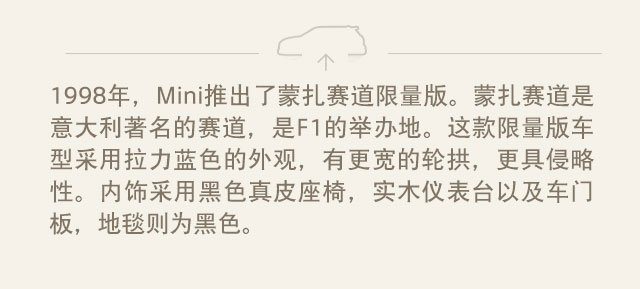 1998年，Mini推出了蒙扎赛道限量版。蒙扎赛道是
意大利著名的赛道，是F1的举办地。这款限量版车
型采用拉力蓝色的外观，有更宽的轮拱，更具侵略
性。内饰采用黑色真皮座椅，实木仪表台以及车门
板，地毯则为黑色。